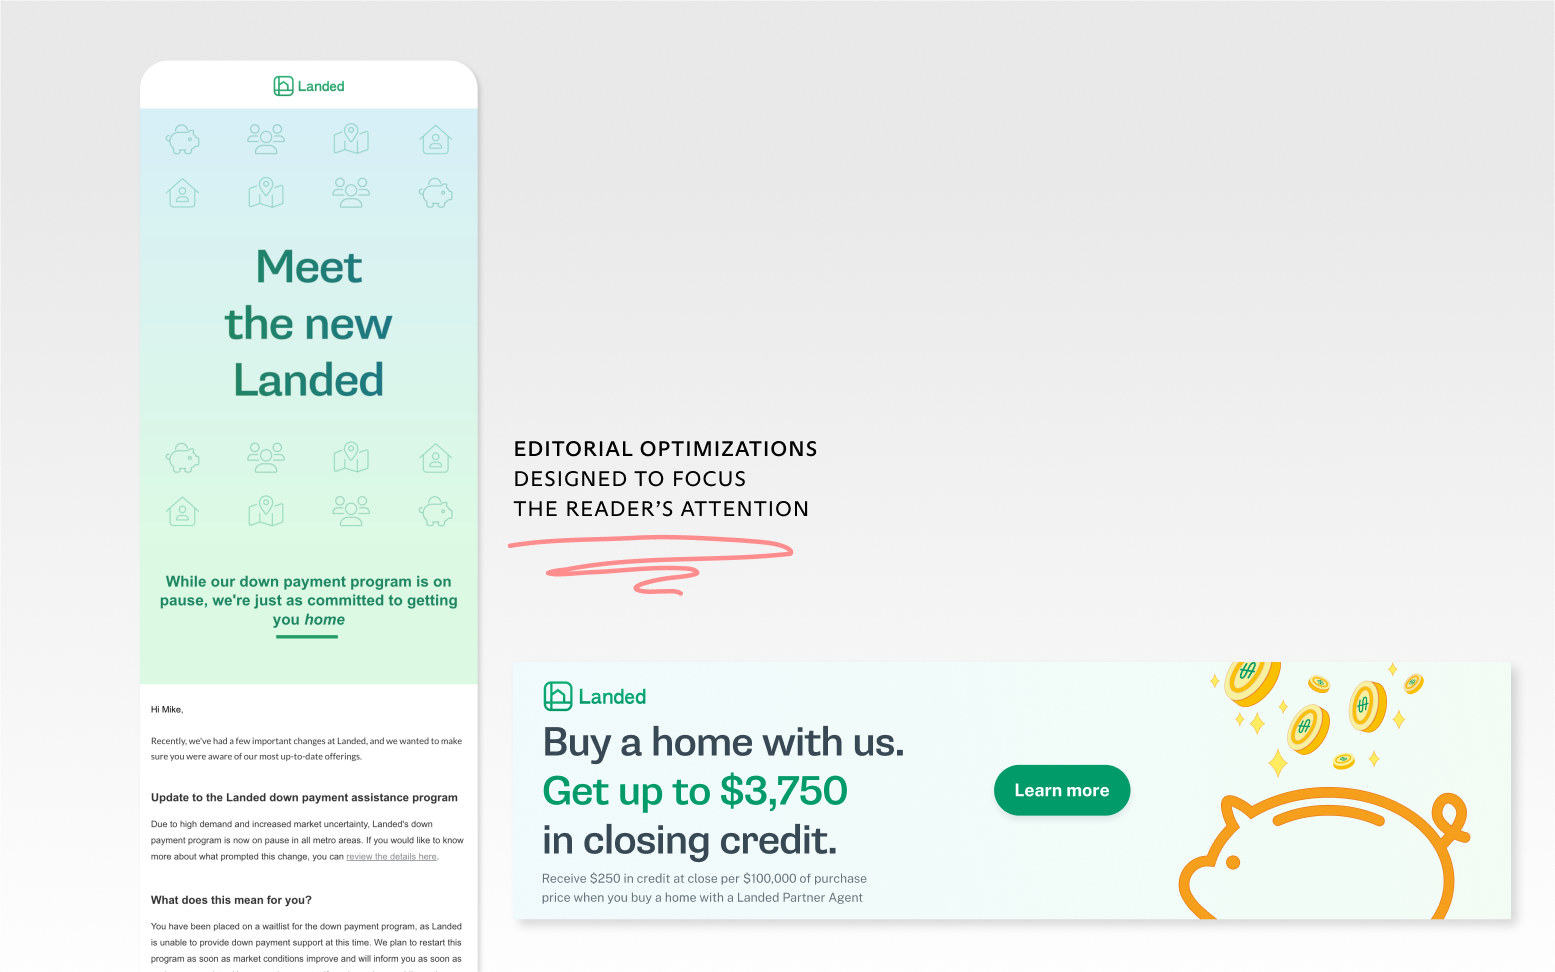 Landed
Meet
the new
Landed
While our down payment program is on
pause, we're just as committed to getting
you home
Hi Mike,
Recently, we've had a few important changes at Landed, and we wanted to make
sure you were aware of our most up-to-date offerings.
Update to the Landed down payment assistance program
Due to high demand and increased market uncertainty, Landed's down
payment program is now on pause in all metro areas. If you would like to know
more about what prompted this change, you can review the details here.
What does this mean for you?
You have been placed on a waitlist for the down payment program, as Landed
is unable to provide down payment support at this time. We plan to restart this
program as soon as market conditions improve and will inform you as soon as
EDITORIAL OPTIMIZATIONS
DESIGNED TO FOCUS
THE READER’S ATTENTION
Landed
Buy a home with us.
Get up to $3,750
in closing credit.
Receive $250 in credit at close per $100,000 of purchase
price when you buy a home with a Landed Partner Agent
Learn more